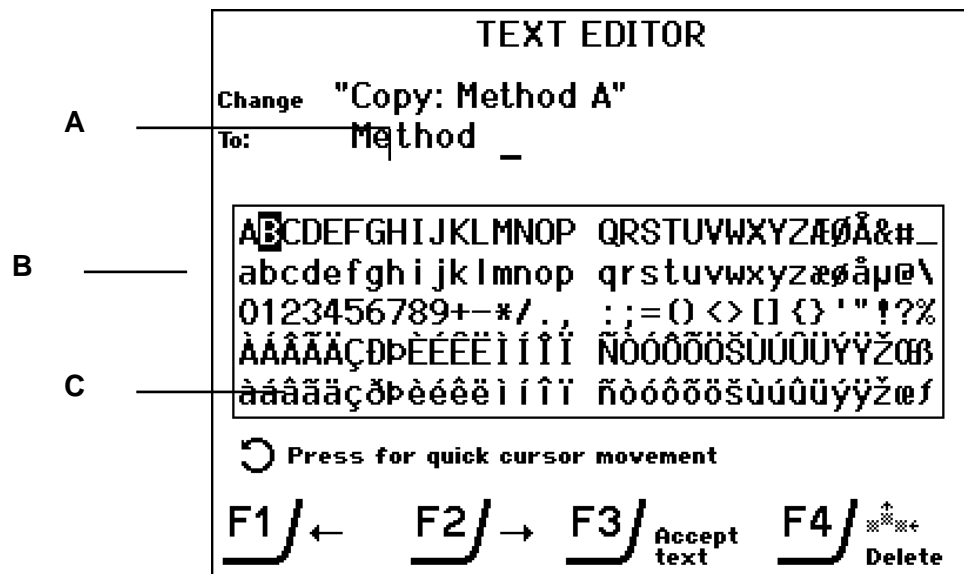 TEXT EDITOR
Change "Copy: Method A"
A
To: Method _
ABCDEFGHIJKLMNOP QRSTUVWXYZÆØÅ&#_
B
abcdefghijklmnop qrstuvwxyzæøåµ@\
0123456789+-*/., :;=()<>[]{}'"!?%
ÀÁÂÃÄÇÐÞÈÉÊËÌÍÎÏ ÑÒÓÔÕÖŠÙÚÛÜÝŸŽŒß
C
àáâãäçðÞèéêëìíîï ñòóôõöšùúûüýÿŽœƒ
Press for quick cursor movement
F1 ← F2 → F3 Accept text F4 Delete